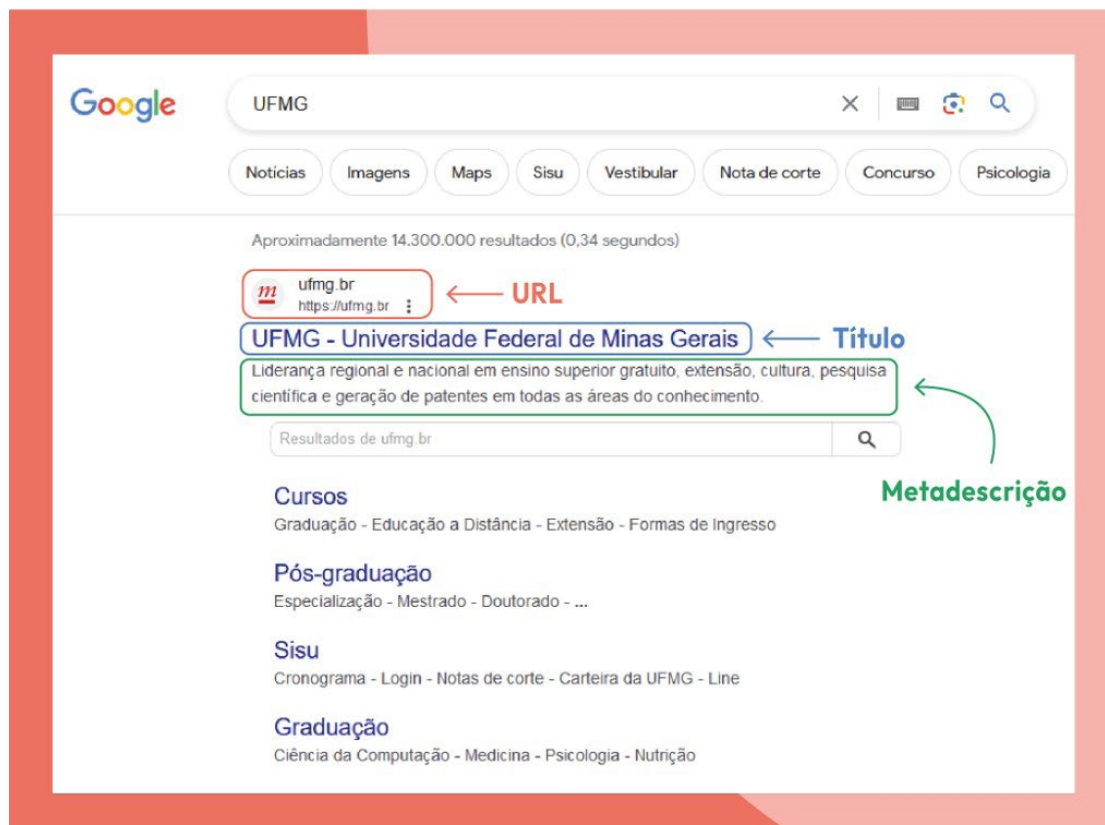 Google UFMG
Notícias Imagens Maps Sisu Vestibular Nota de corte Concurso Psicologia
Aproximadamente 14.300.000 resultados (0,34 segundos)
m ufmg.br
https://ufmg.br
URL
UFMG - Universidade Federal de Minas Gerais
Título
Liderança regional e nacional em ensino superior gratuito, extensão, cultura, pesquisa
científica e geração de patentes em todas as áreas do conhecimento.
Resultados de ufmg.br
Metadescrição
Cursos
Graduação - Educação a Distância - Extensão - Formas de Ingresso
Pós-graduação
Especialização - Mestrado - Doutorado - ...
Sisu
Cronograma - Login - Notas de corte - Carteira da UFMG - Line
Graduação
Ciência da Computação - Medicina - Psicologia - Nutrição